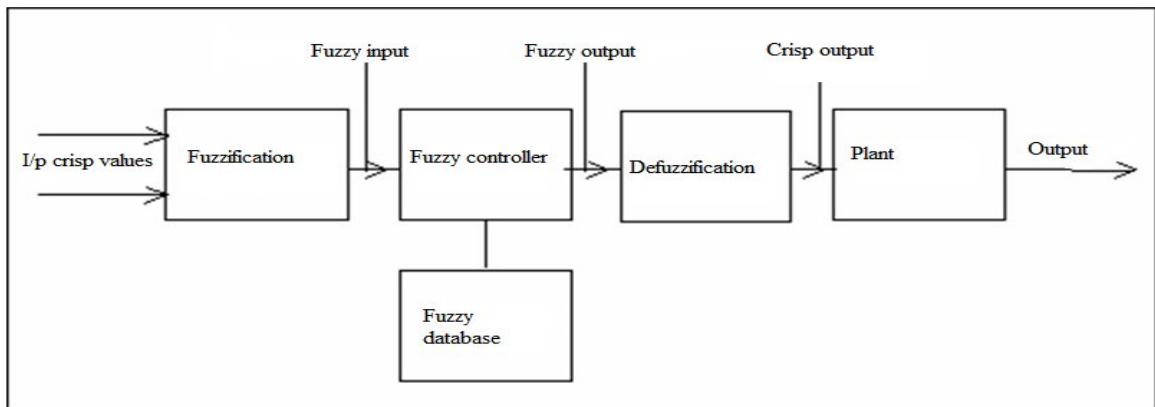 Fuzzy input
Fuzzy output
Crisp output
I/p crisp values
Fuzzification
Fuzzy controller
Defuzzification
Plant
Output
Fuzzy
database